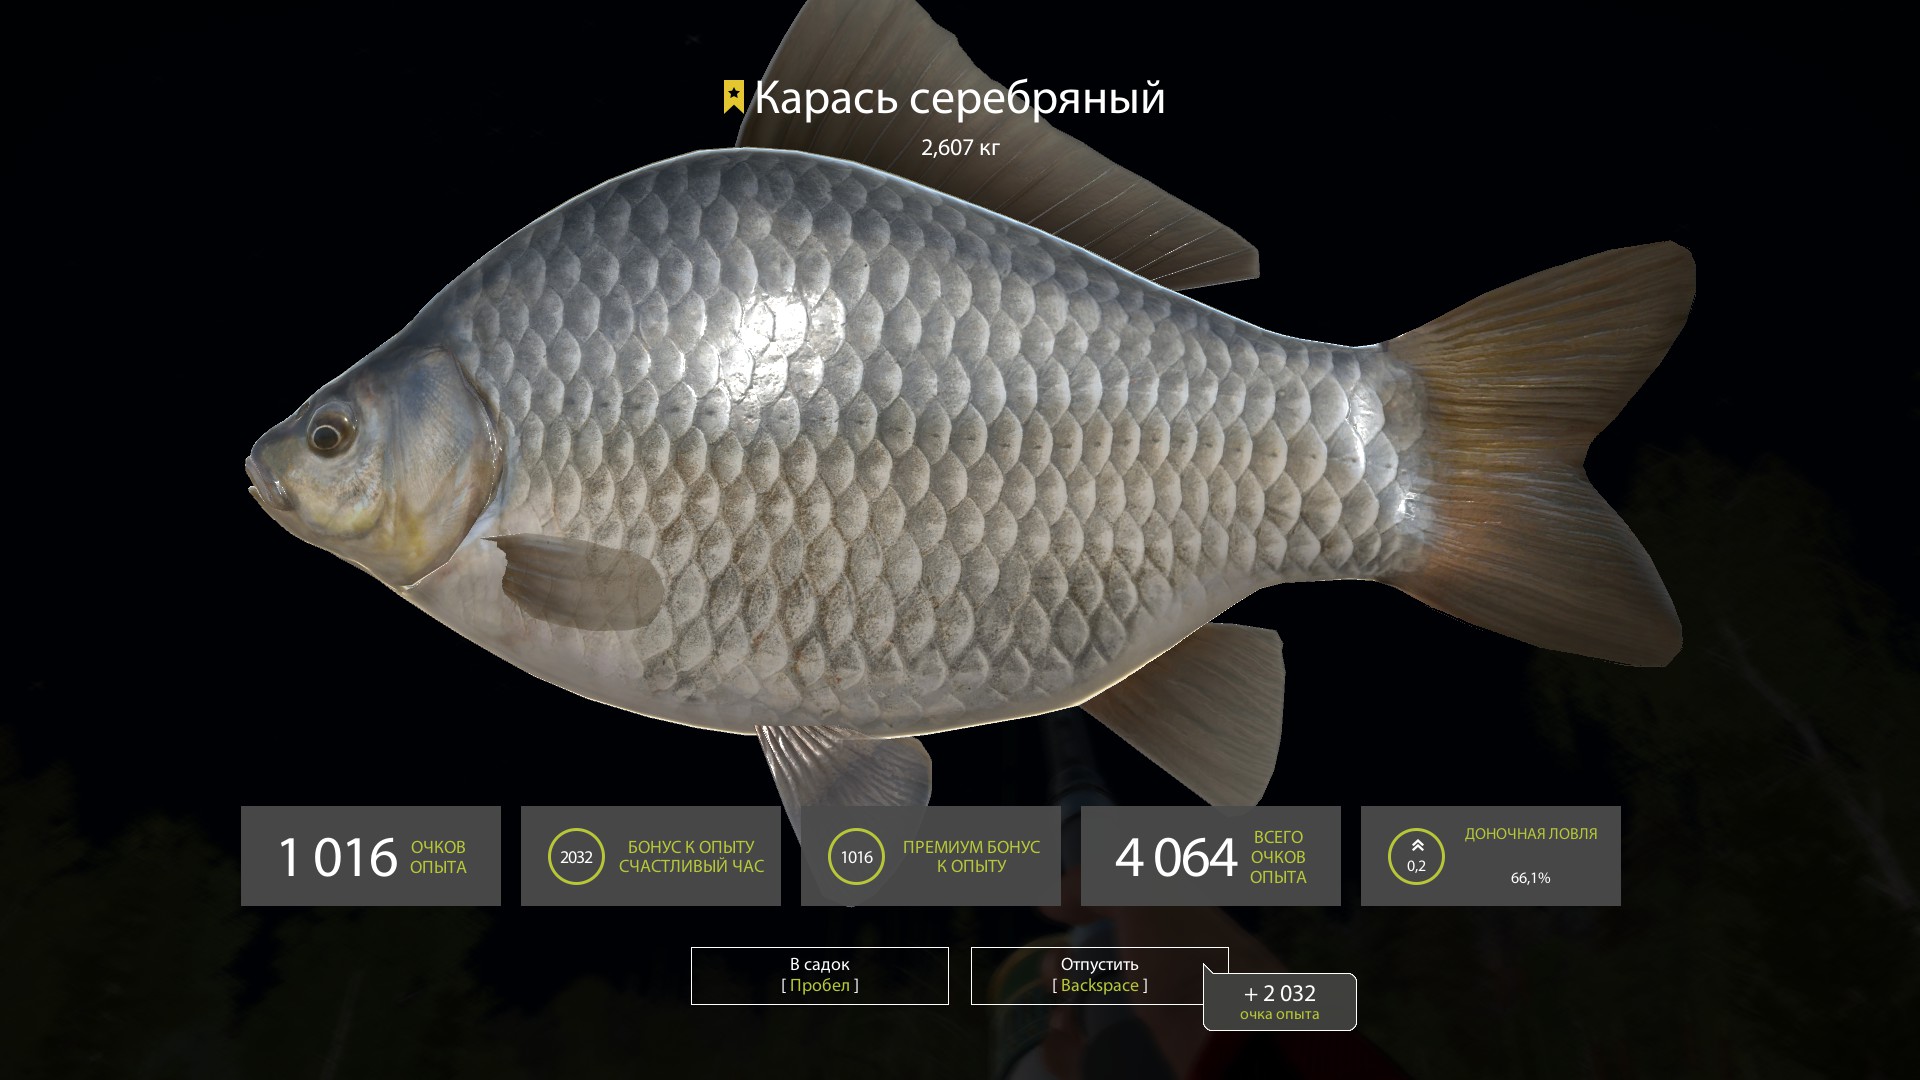 Карась серебряный
2,607 кг
1 016
ОЧКОВ
ОПЫТА
2032
БОНУС К ОПЫТУ
СЧАСТЛИВЫЙ ЧАС
1016
ПРЕМИУМ БОНУС
К ОПЫТУ
4 064
ВСЕГО
ОЧКОВ
ОПЫТА
0,2
ДОНОЧНАЯ ЛОВЛЯ
66,1%
В садок
[ Пробел ]
Отпустить
[ Backspace ]
+ 2 032
очка опыта